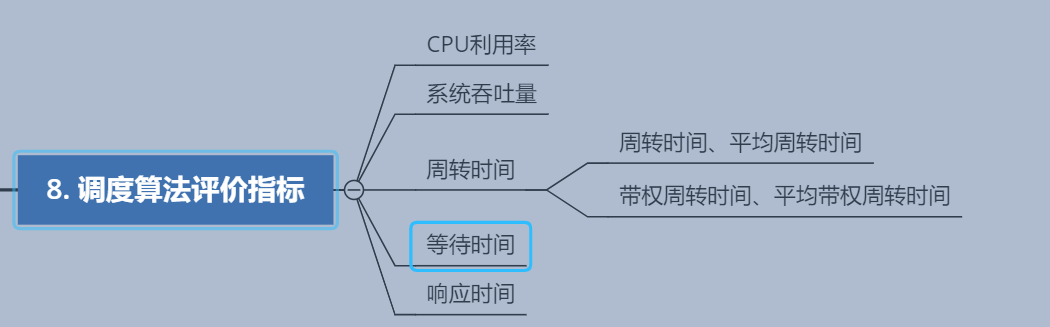 CPU利用率
系统吞吐量
周转时间、平均周转时间
周转时间
8. 调度算法评价指标
带权周转时间、平均带权周转时间
等待时间
响应时间